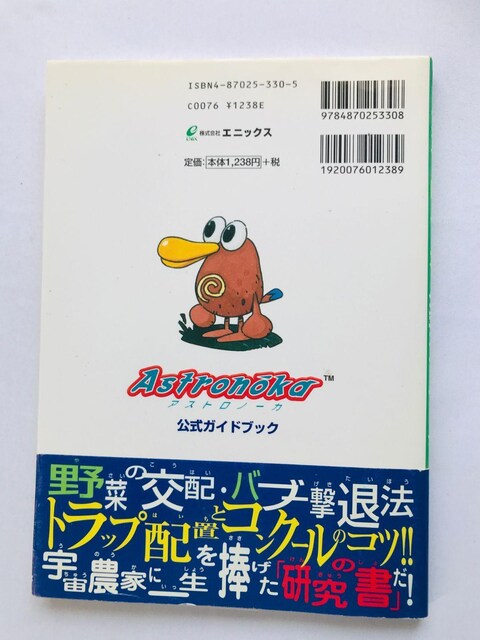 ISBN4-87025-330-5
C0076 ¥1238E
9784870253308
株式会社エニックス
定価:本体1,238円+税
1920076012389
Astronōka™
アストロノーカ
公式ガイドブック
野菜の交配・バブー撃退法
トラップ配置とコンクールのコツ!!
宇宙農家に一生を捧げた「研究の書」だ!